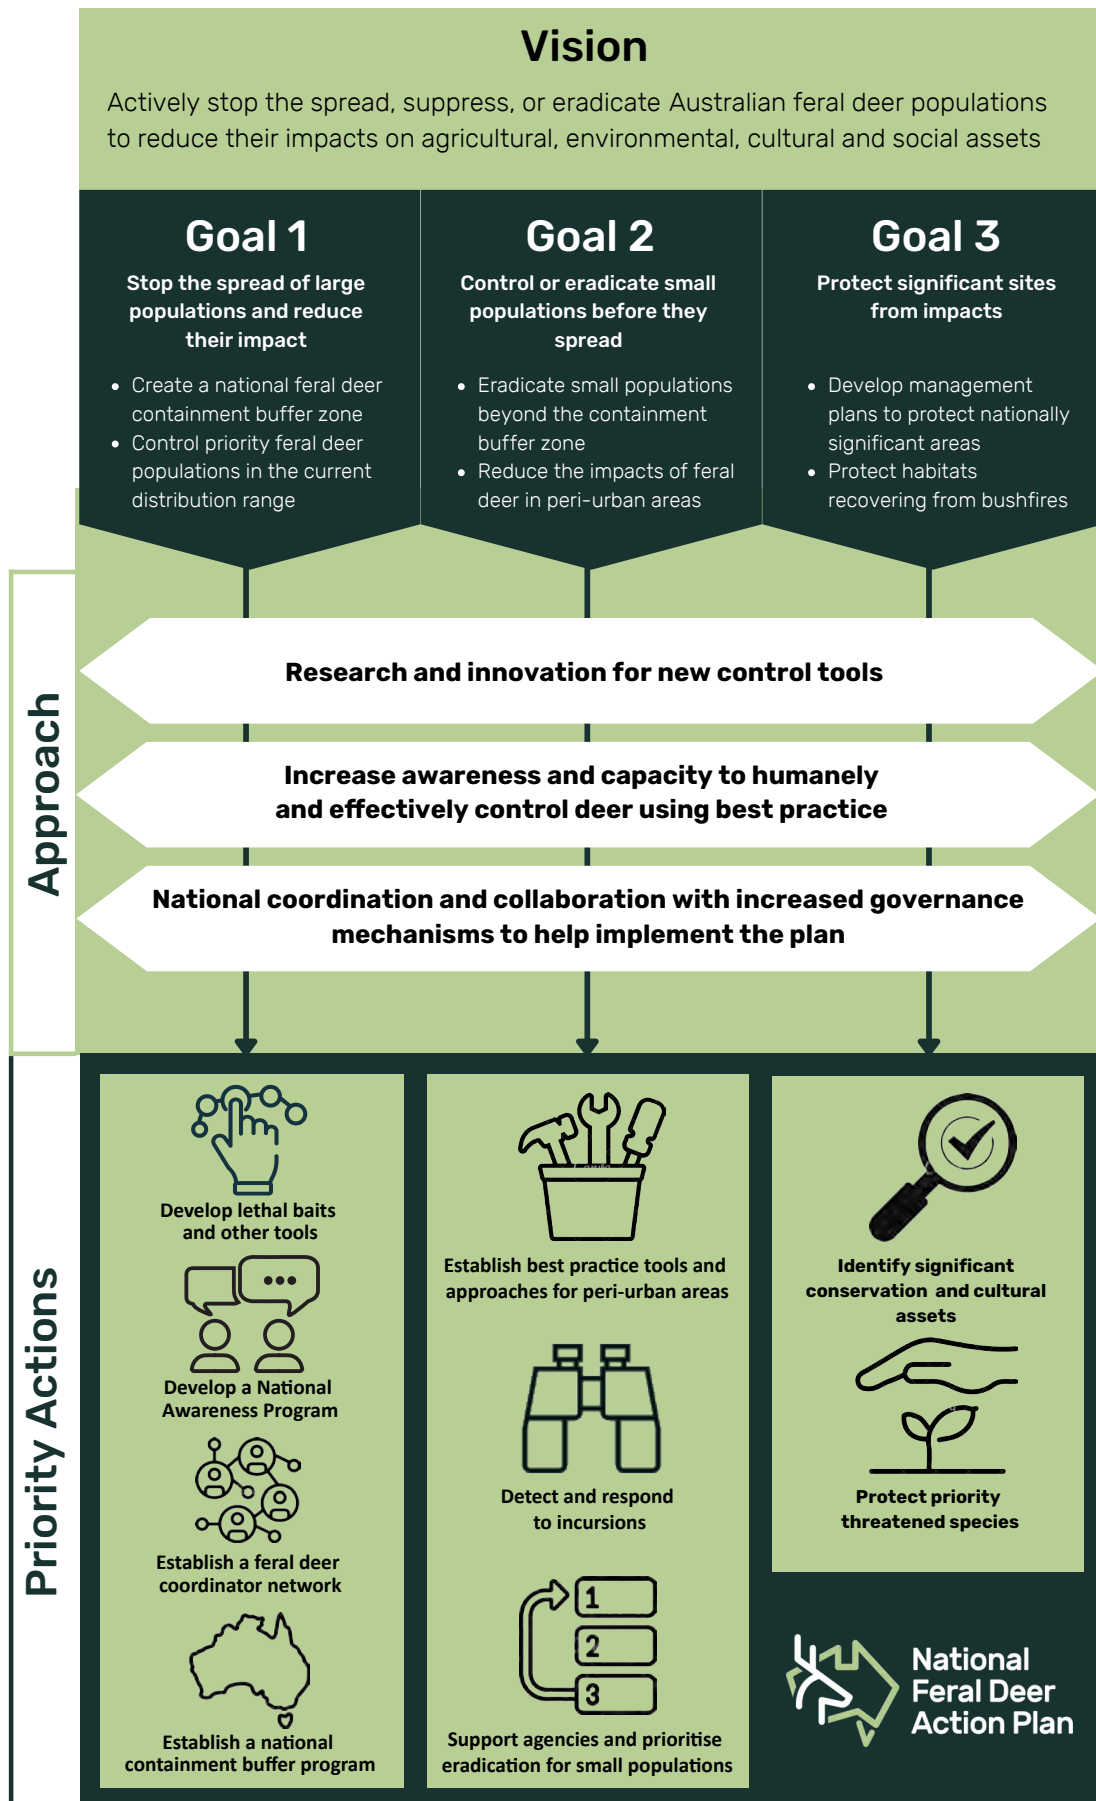 Vision
Actively stop the spread, suppress, or eradicate Australian feral deer populations
to reduce their impacts on agricultural, environmental, cultural and social assets
Goal 1
Stop the spread of large
populations and reduce
their impact
• Create a national feral deer
containment buffer zone
• Control priority feral deer
populations in the current
distribution range
Goal 2
Control or eradicate small
populations before they
spread
• Eradicate small populations
beyond the containment
buffer zone
• Reduce the impacts of feral
deer in peri-urban areas
Goal 3
Protect significant sites
from impacts
• Develop management
plans to protect nationally
significant areas
• Protect habitats
recovering from bushfires
Approach
Research and innovation for new control tools
Increase awareness and capacity to humanely
and effectively control deer using best practice
National coordination and collaboration with increased governance
mechanisms to help implement the plan
Priority Actions
Develop lethal baits
and other tools
Develop a National
Awareness Program
Establish a feral deer
coordinator network
Establish a national
containment buffer program
Establish best practice tools and
approaches for peri-urban areas
Detect and respond
to incursions
1
2
3
Support agencies and prioritise
eradication for small populations
Identify significant
conservation and cultural
assets
Protect priority
threatened species
National
Feral Deer
Action Plan